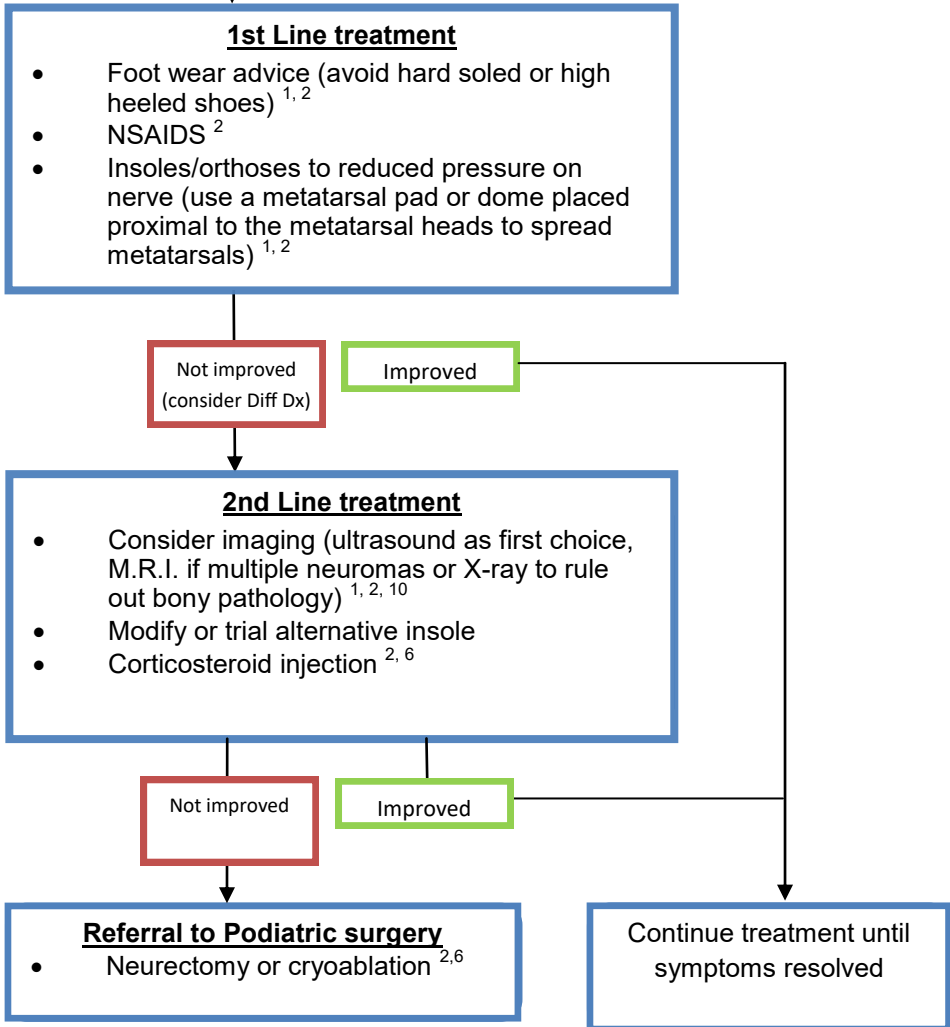 1st Line treatment
• Foot wear advice (avoid hard soled or high
heeled shoes) 1, 2
• NSAIDS 2
• Insoles/orthoses to reduced pressure on
nerve (use a metatarsal pad or dome placed
proximal to the metatarsal heads to spread
metatarsals) 1, 2
Not improved
(consider Diff Dx)
Improved
2nd Line treatment
• Consider imaging (ultrasound as first choice,
M.R.I. if multiple neuromas or X-ray to rule
out bony pathology) 1, 2, 10
• Modify or trial alternative insole
• Corticosteroid injection 2, 6
Not improved
Improved
Referral to Podiatric surgery
• Neurectomy or cryoablation 2,6
Continue treatment until
symptoms resolved